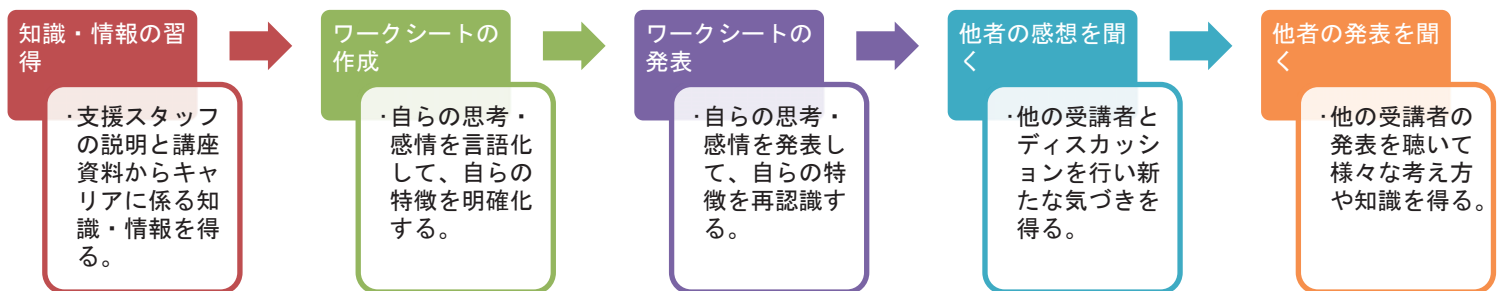 知識・情報の習
得
・支援スタッフ
の説明と講座
資料からキャ
リアに係る知
識・情報を得
る。
ワークシートの
作成
・自らの思考・
感情を言語化
して、自らの
特徴を明確化
する。
ワークシートの
発表
・自らの思考・
感情を発表し
て、自らの特
徴を再認識す
る。
他者の感想を聞
く
・他の受講者と
ディスカッシ
ョンを行い新
たな気づきを
得る。
他者の発表を聞
く
・他の受講者の
発表を聴いて
様々な考え方
や知識を得る。